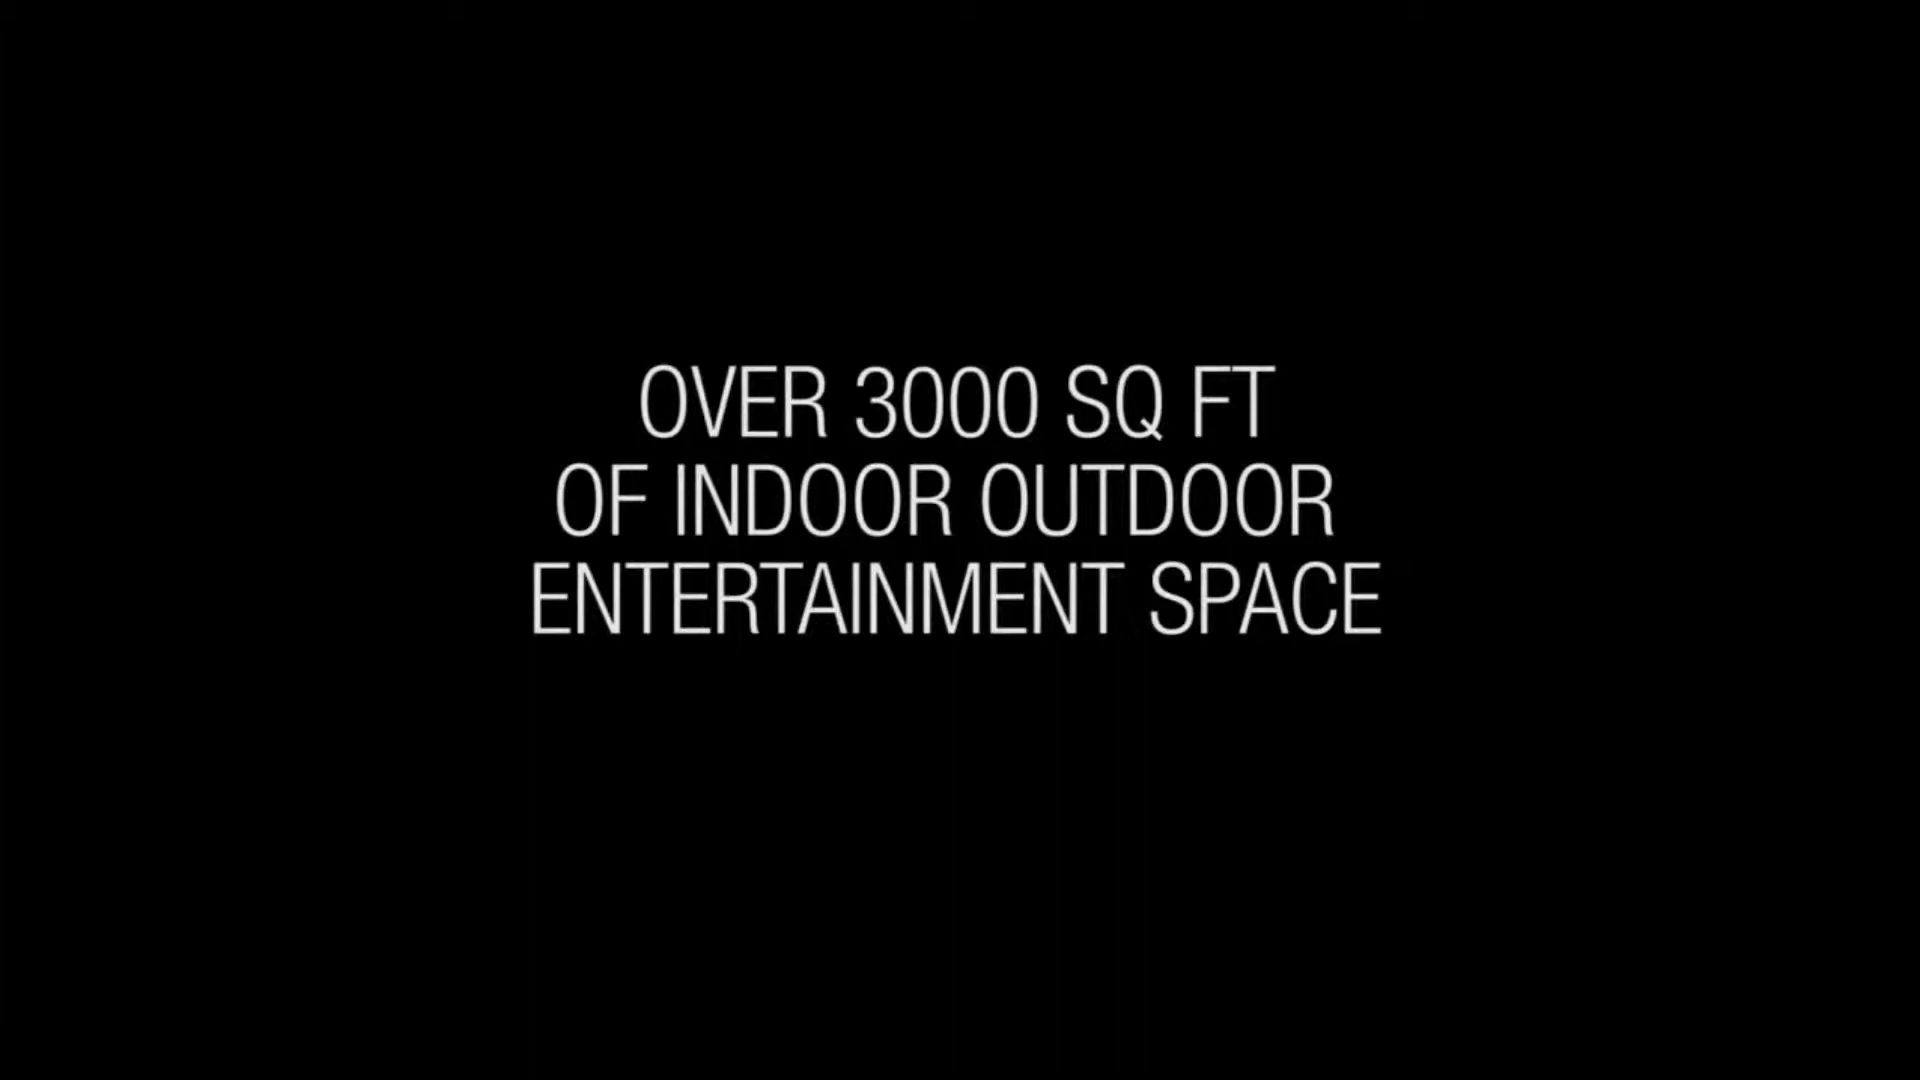 OVER 3000 SQ FT
OF INDOOR OUTDOOR
ENTERTAINMENT SPACE